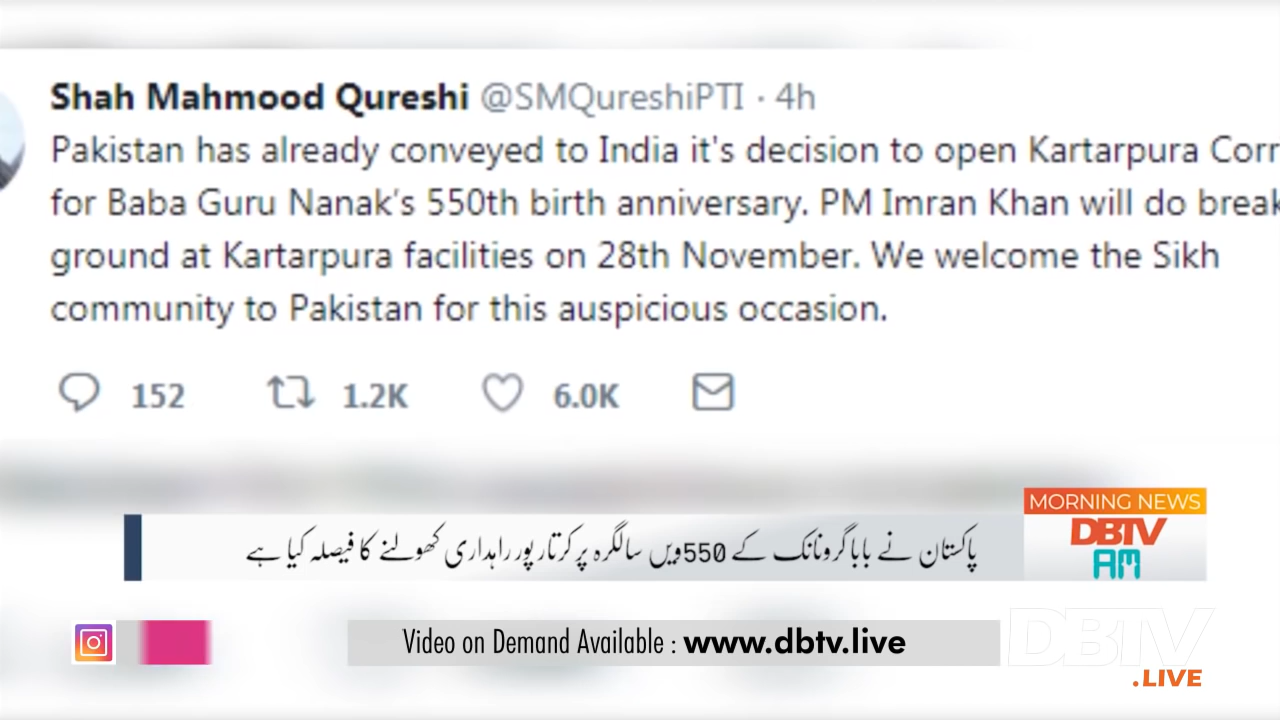 Shah Mahmood Qureshi @SMQureshiPTI · 4h
Pakistan has already conveyed to India it's decision to open Kartarpura Corr
for Baba Guru Nanak’s 550th birth anniversary. PM Imran Khan will do break
ground at Kartarpura facilities on 28th November. We welcome the Sikh
community to Pakistan for this auspicious occasion.
152 1.2K 6.0K
MORNING NEWS
DBTV
AM
پاکستان نے بابا گرونانک کے 550ویں سالگرہ پر کرتار پور راہداری کھولنے کا فیصلہ کیا ہے
Video on Demand Available : www.dbtv.live
DBTV
.LIVE